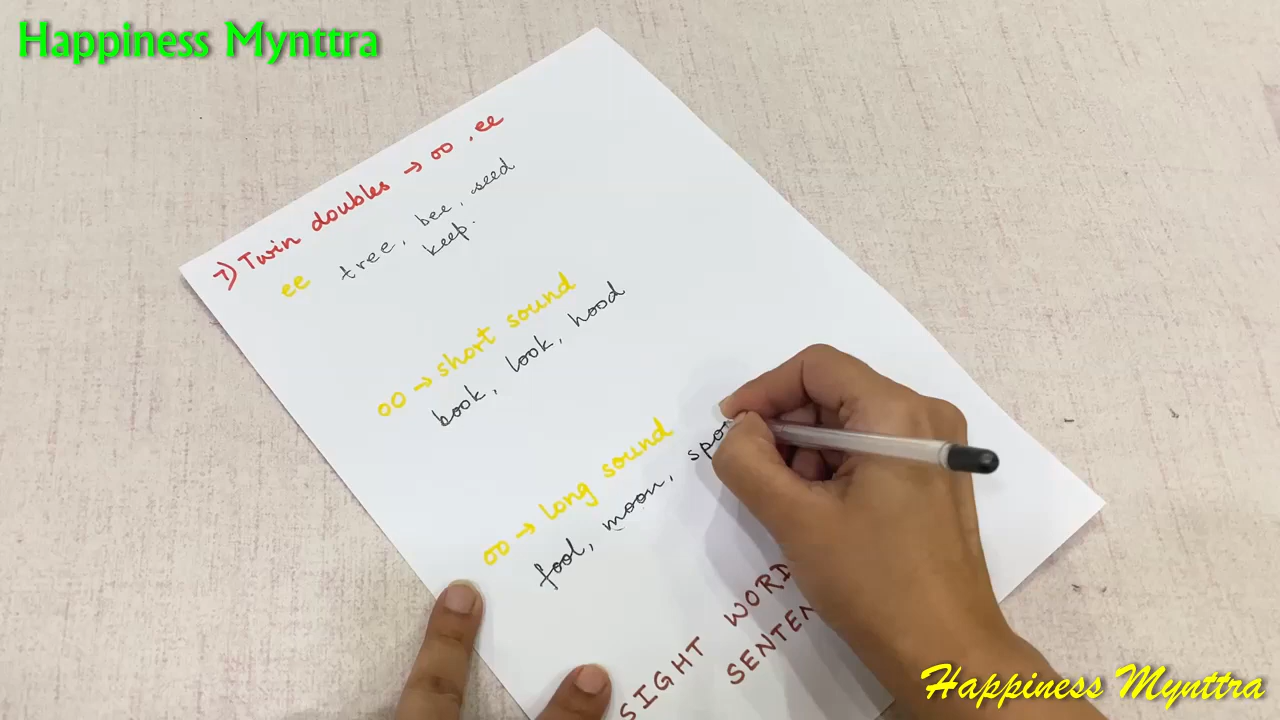 Happiness Mynttra
7) Twin doubles → oo , ee
ee tree, bee, seed
keep.
oo → short sound
book, look, hood
oo → long sound
fool, moon,
SIGHT
Happiness Mynttra